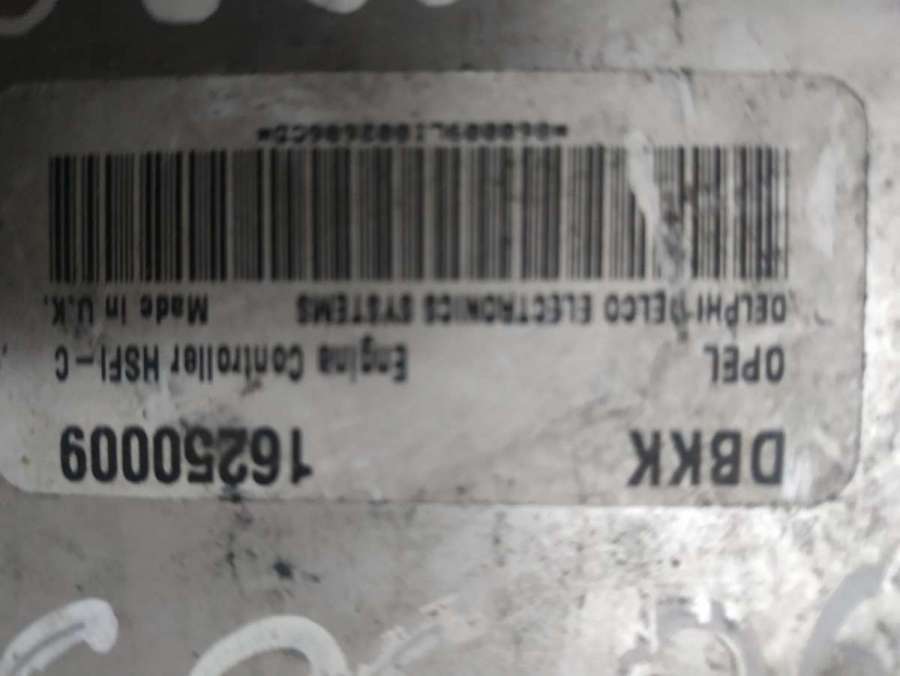 DBKK 16250009
OPEL Engine Controller HSFI-C
DELPHI DELCO ELECTRONICS SYSTEMS Made in U.K.